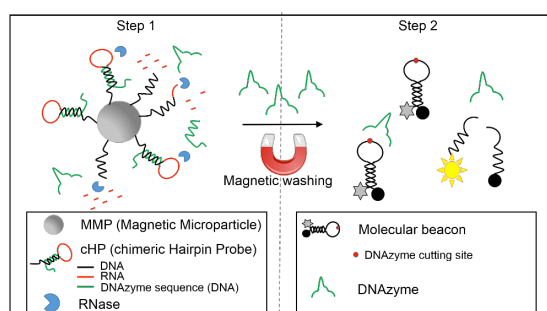 Step 1
Step 2
Magnetic washing
MMP (Magnetic Microparticle)
cHP (chimeric Hairpin Probe)
DNA
RNA
DNAzyme sequence (DNA)
RNase
Molecular beacon
DNAzyme cutting site
DNAzyme